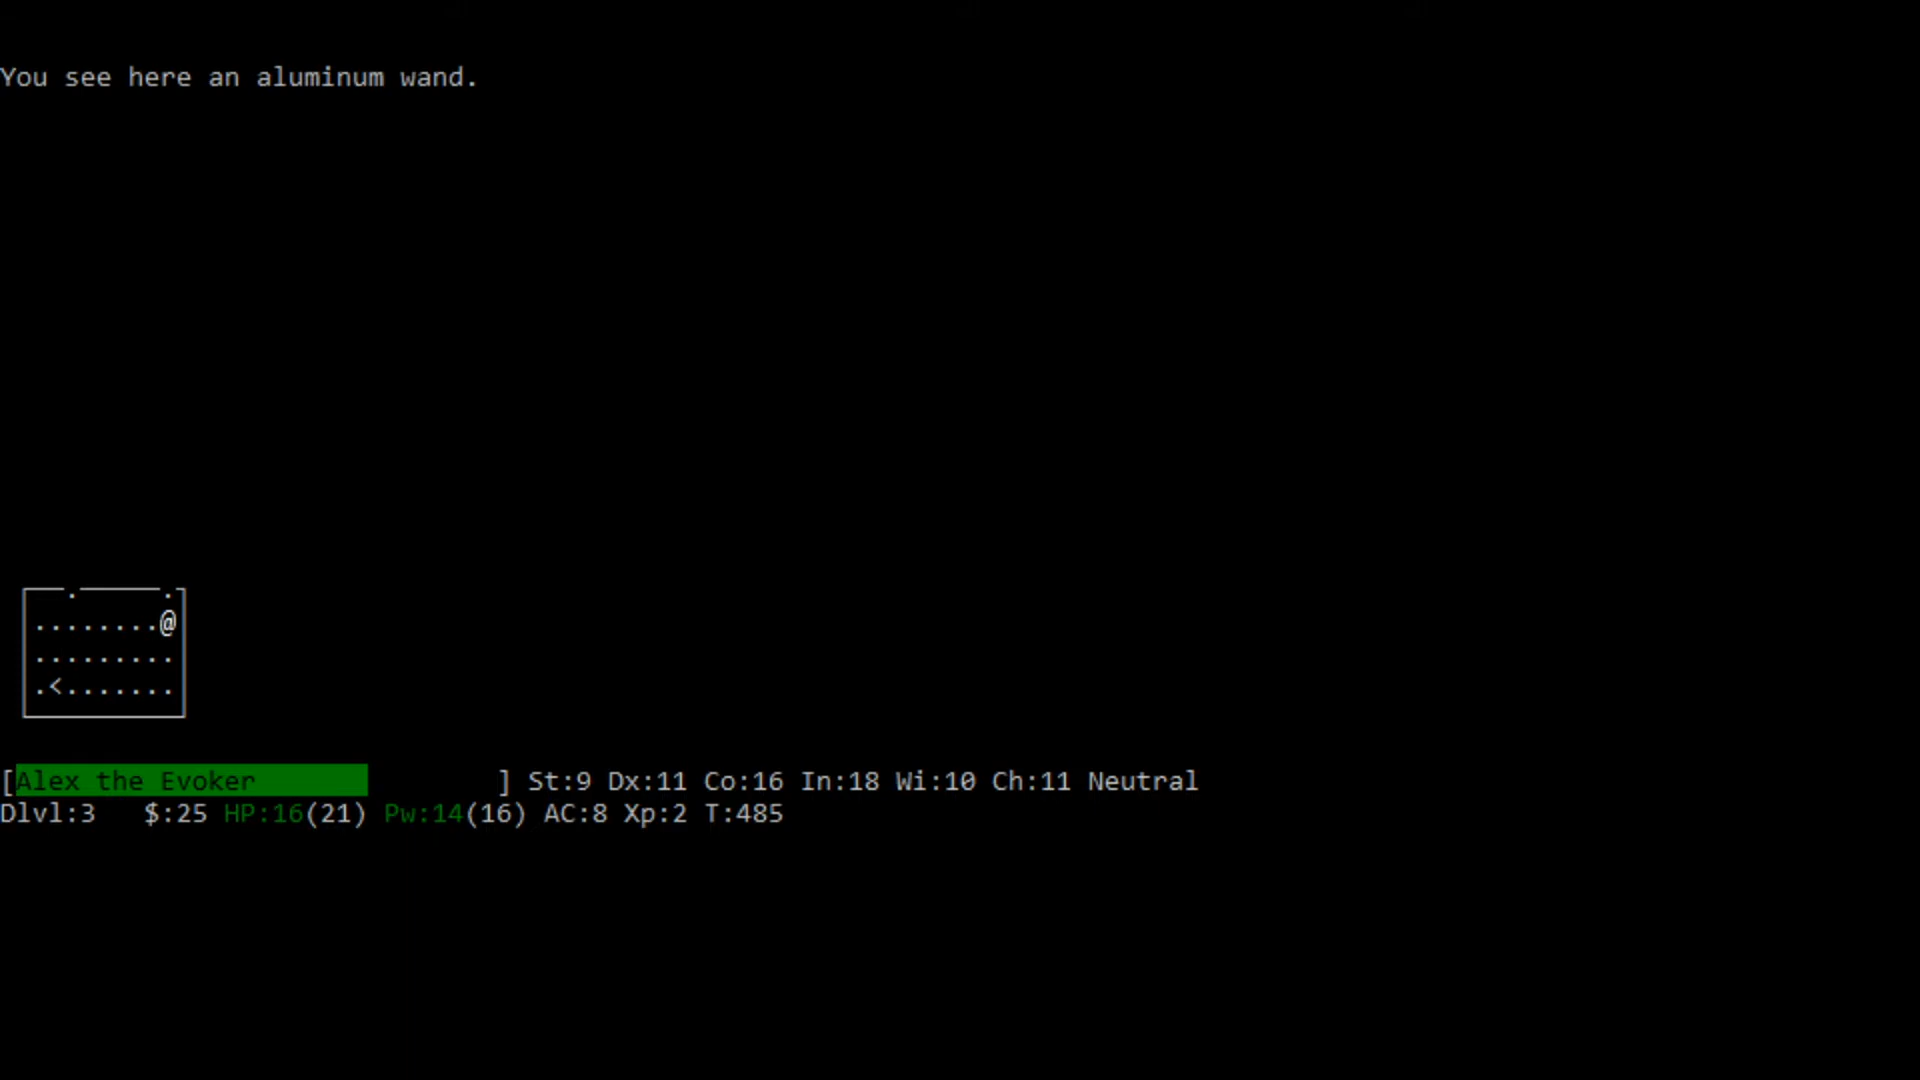 You see here an aluminum wand.
┌──.─────.┐
│........@│
│.........│
│.<.......│
└─────────┘
[Alex the Evoker ] St:9 Dx:11 Co:16 In:18 Wi:10 Ch:11 Neutral
Dlvl:3 $:25 HP:16(21) Pw:14(16) AC:8 Xp:2 T:485